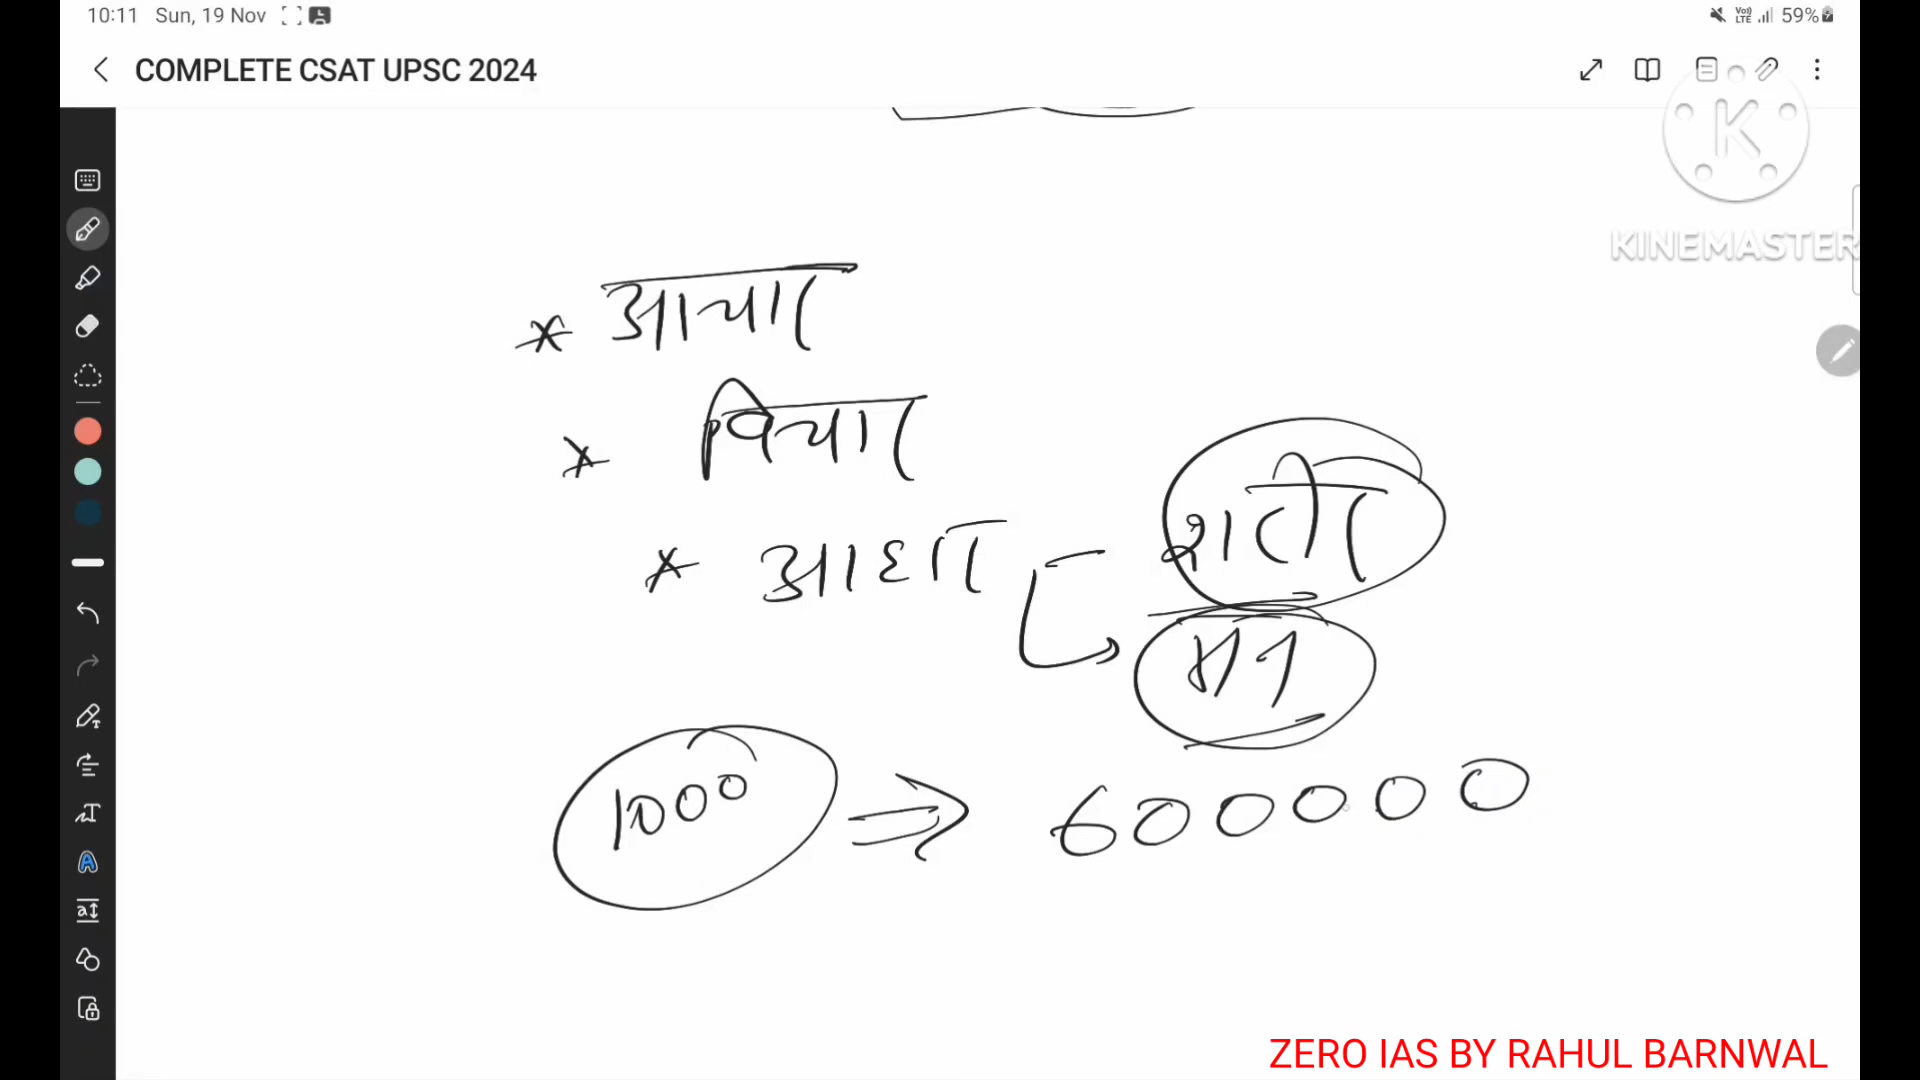 10:11 Sun, 19 Nov
59%
COMPLETE CSAT UPSC 2024
K
KINEMASTER
* आचार
* विचार
* आहार
शरीर
मन
1000 ⇒ 600000
ZERO IAS BY RAHUL BARNWAL